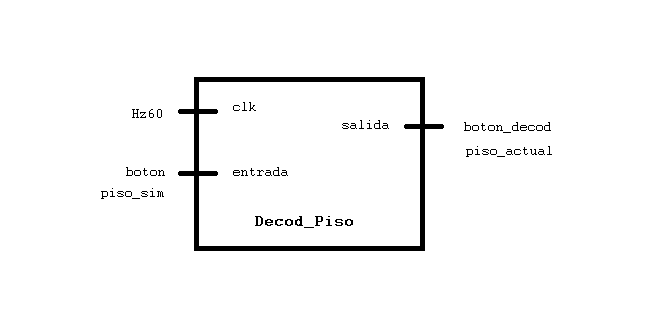 Hz60
clk
salida
boton_decod
piso_actual
boton
entrada
piso_sim
Decod_Piso